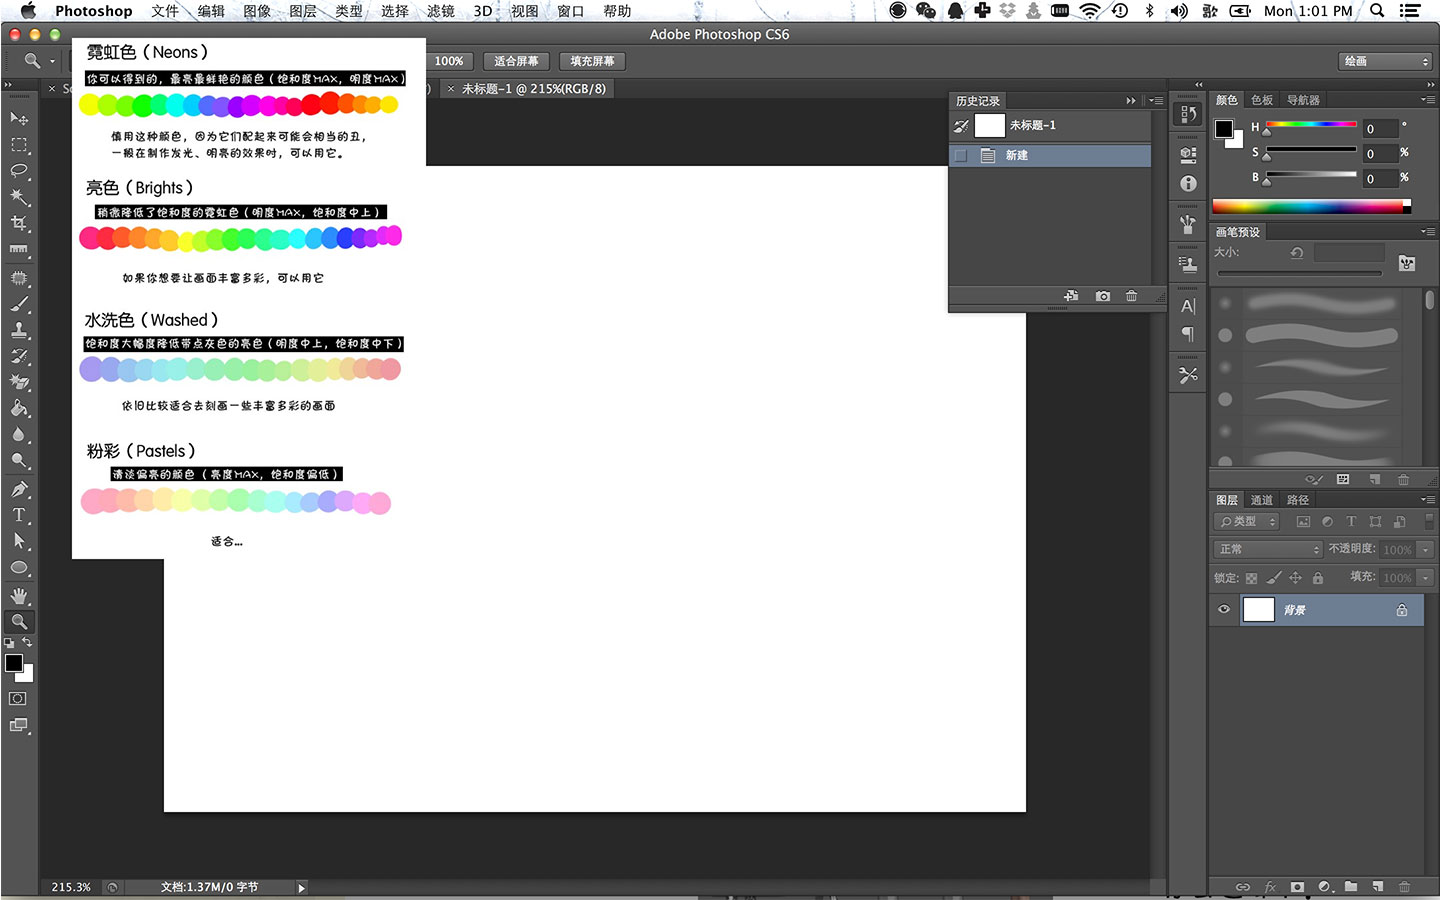 Photoshop 文件 编辑 图像 图层 类型 选择 滤镜 3D 视图 窗口 帮助 Mon 1:01 PM
Adobe Photoshop CS6
100% 适合屏幕 填充屏幕 绘画
× 未标题-1 @ 215%(RGB/8)
霓虹色（Neons）
你可以得到的，最亮最鲜艳的颜色（饱和度MAX，明度MAX）
慎用这种颜色，因为它们配起来可能会相当的丑，
一般在制作发光、明亮的效果时，可以用它。
亮色（Brights）
稍微降低了饱和度的霓虹色（明度MAX，饱和度中上）
如果你想要让画面丰富多彩，可以用它
水洗色（Washed）
饱和度大幅度降低带点灰色的亮色（明度中上，饱和度中下）
依旧比较适合去刻画一些丰富多彩的画面
粉彩（Pastels）
清淡偏亮的颜色（亮度MAX，饱和度偏低）
适合...
历史记录
未标题-1
新建
颜色 色板 导航器
H 0 °
S 0 %
B 0 %
画笔预设
大小:
图层 通道 路径
类型
正常 不透明度: 100%
锁定: 填充: 100%
背景
215.3% 文档:1.37M/0 字节